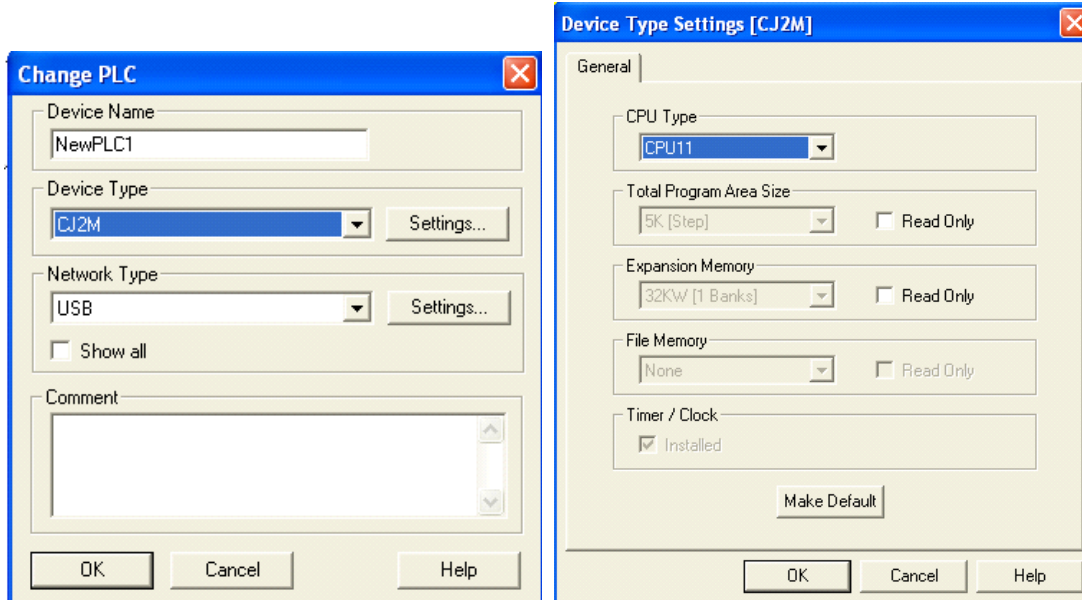 Change PLC
Device Name
NewPLC1
Device Type
CJ2M
Settings...
Network Type
USB
Settings...
Show all
Comment
OK
Cancel
Help
Device Type Settings [CJ2M]
General
CPU Type
CPU11
Total Program Area Size
5K [Step]
Read Only
Expansion Memory
32KW [1 Banks]
Read Only
File Memory
None
Read Only
Timer / Clock
Installed
Make Default
OK
Cancel
Help